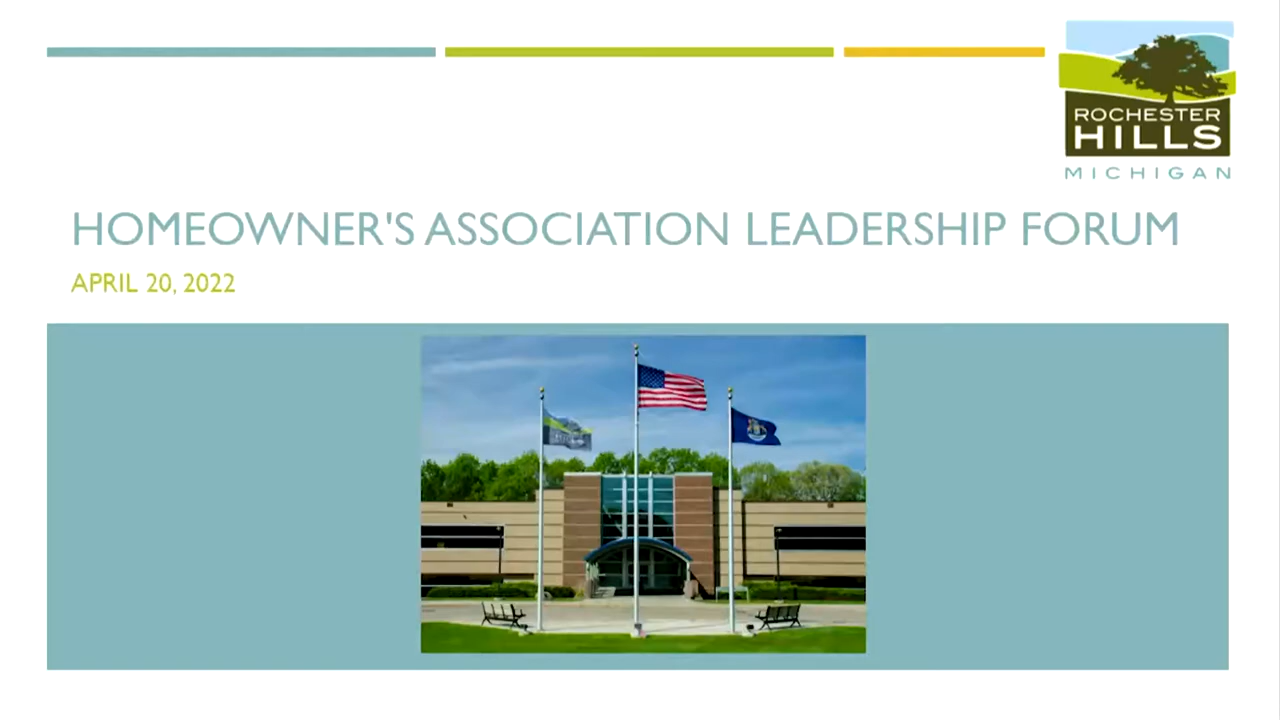 ROCHESTER
HILLS
MICHIGAN
HOMEOWNER'S ASSOCIATION LEADERSHIP FORUM
APRIL 20, 2022